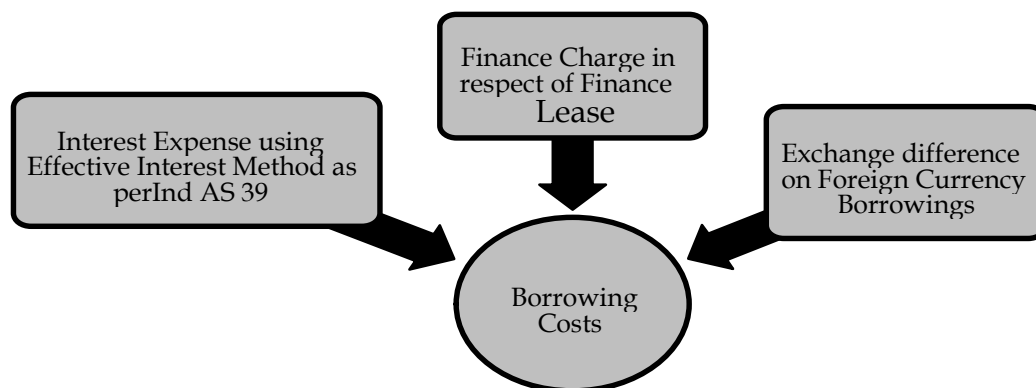 Finance Charge in
respect of Finance
Lease
Interest Expense using
Effective Interest Method as
perInd AS 39
Exchange difference
on Foreign Currency
Borrowings
Borrowing
Costs